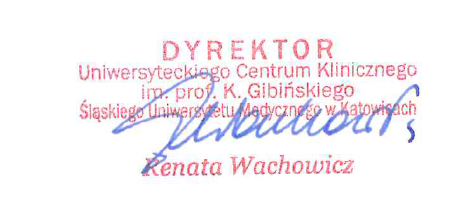 DYREKTOR
Uniwersyteckiego Centrum Klinicznego
im. prof. K. Gibińskiego
Śląskiego Uniwersytetu Medycznego w Katowicach
Renata Wachowicz